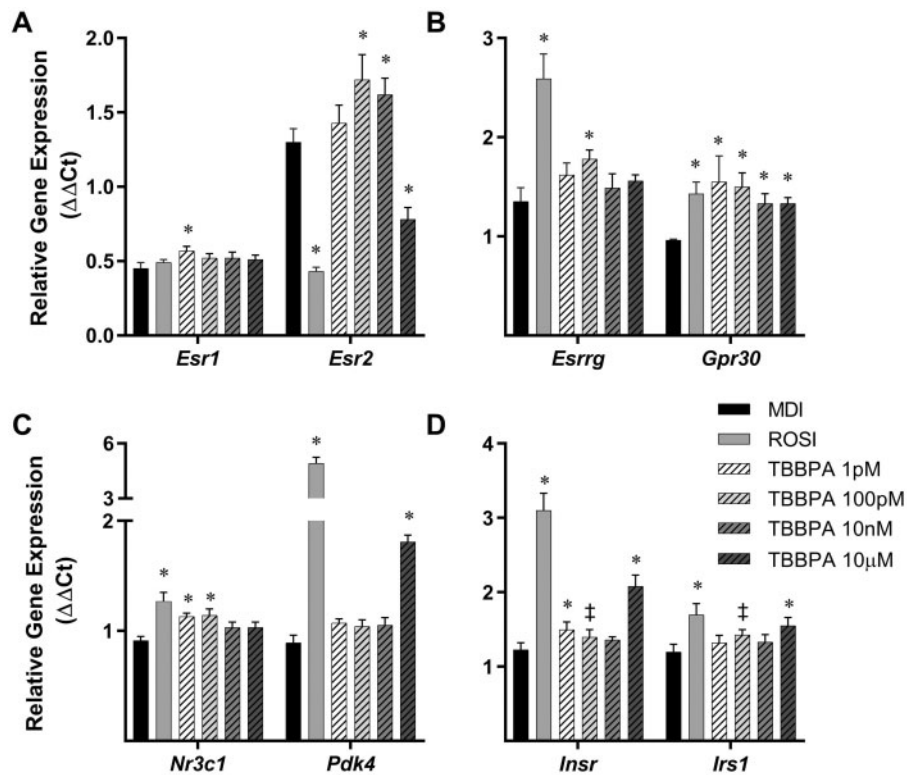 A
Relative Gene Expression
(ΔΔCt)
2.0
1.5
1.0
0.5
0.0
*
*
*
*
*
Esr1
Esr2
B
3
2
1
*
*
*
*
*
*
*
Esrrg
Gpr30
C
Relative Gene Expression
(ΔΔCt)
6
3
2
1
*
*
*
*
*
Nr3c1
Pdk4
D
4
3
2
1
*
*
‡
*
*
‡
*
Insr
Irs1
MDI
ROSI
TBBPA 1pM
TBBPA 100pM
TBBPA 10nM
TBBPA 10μM